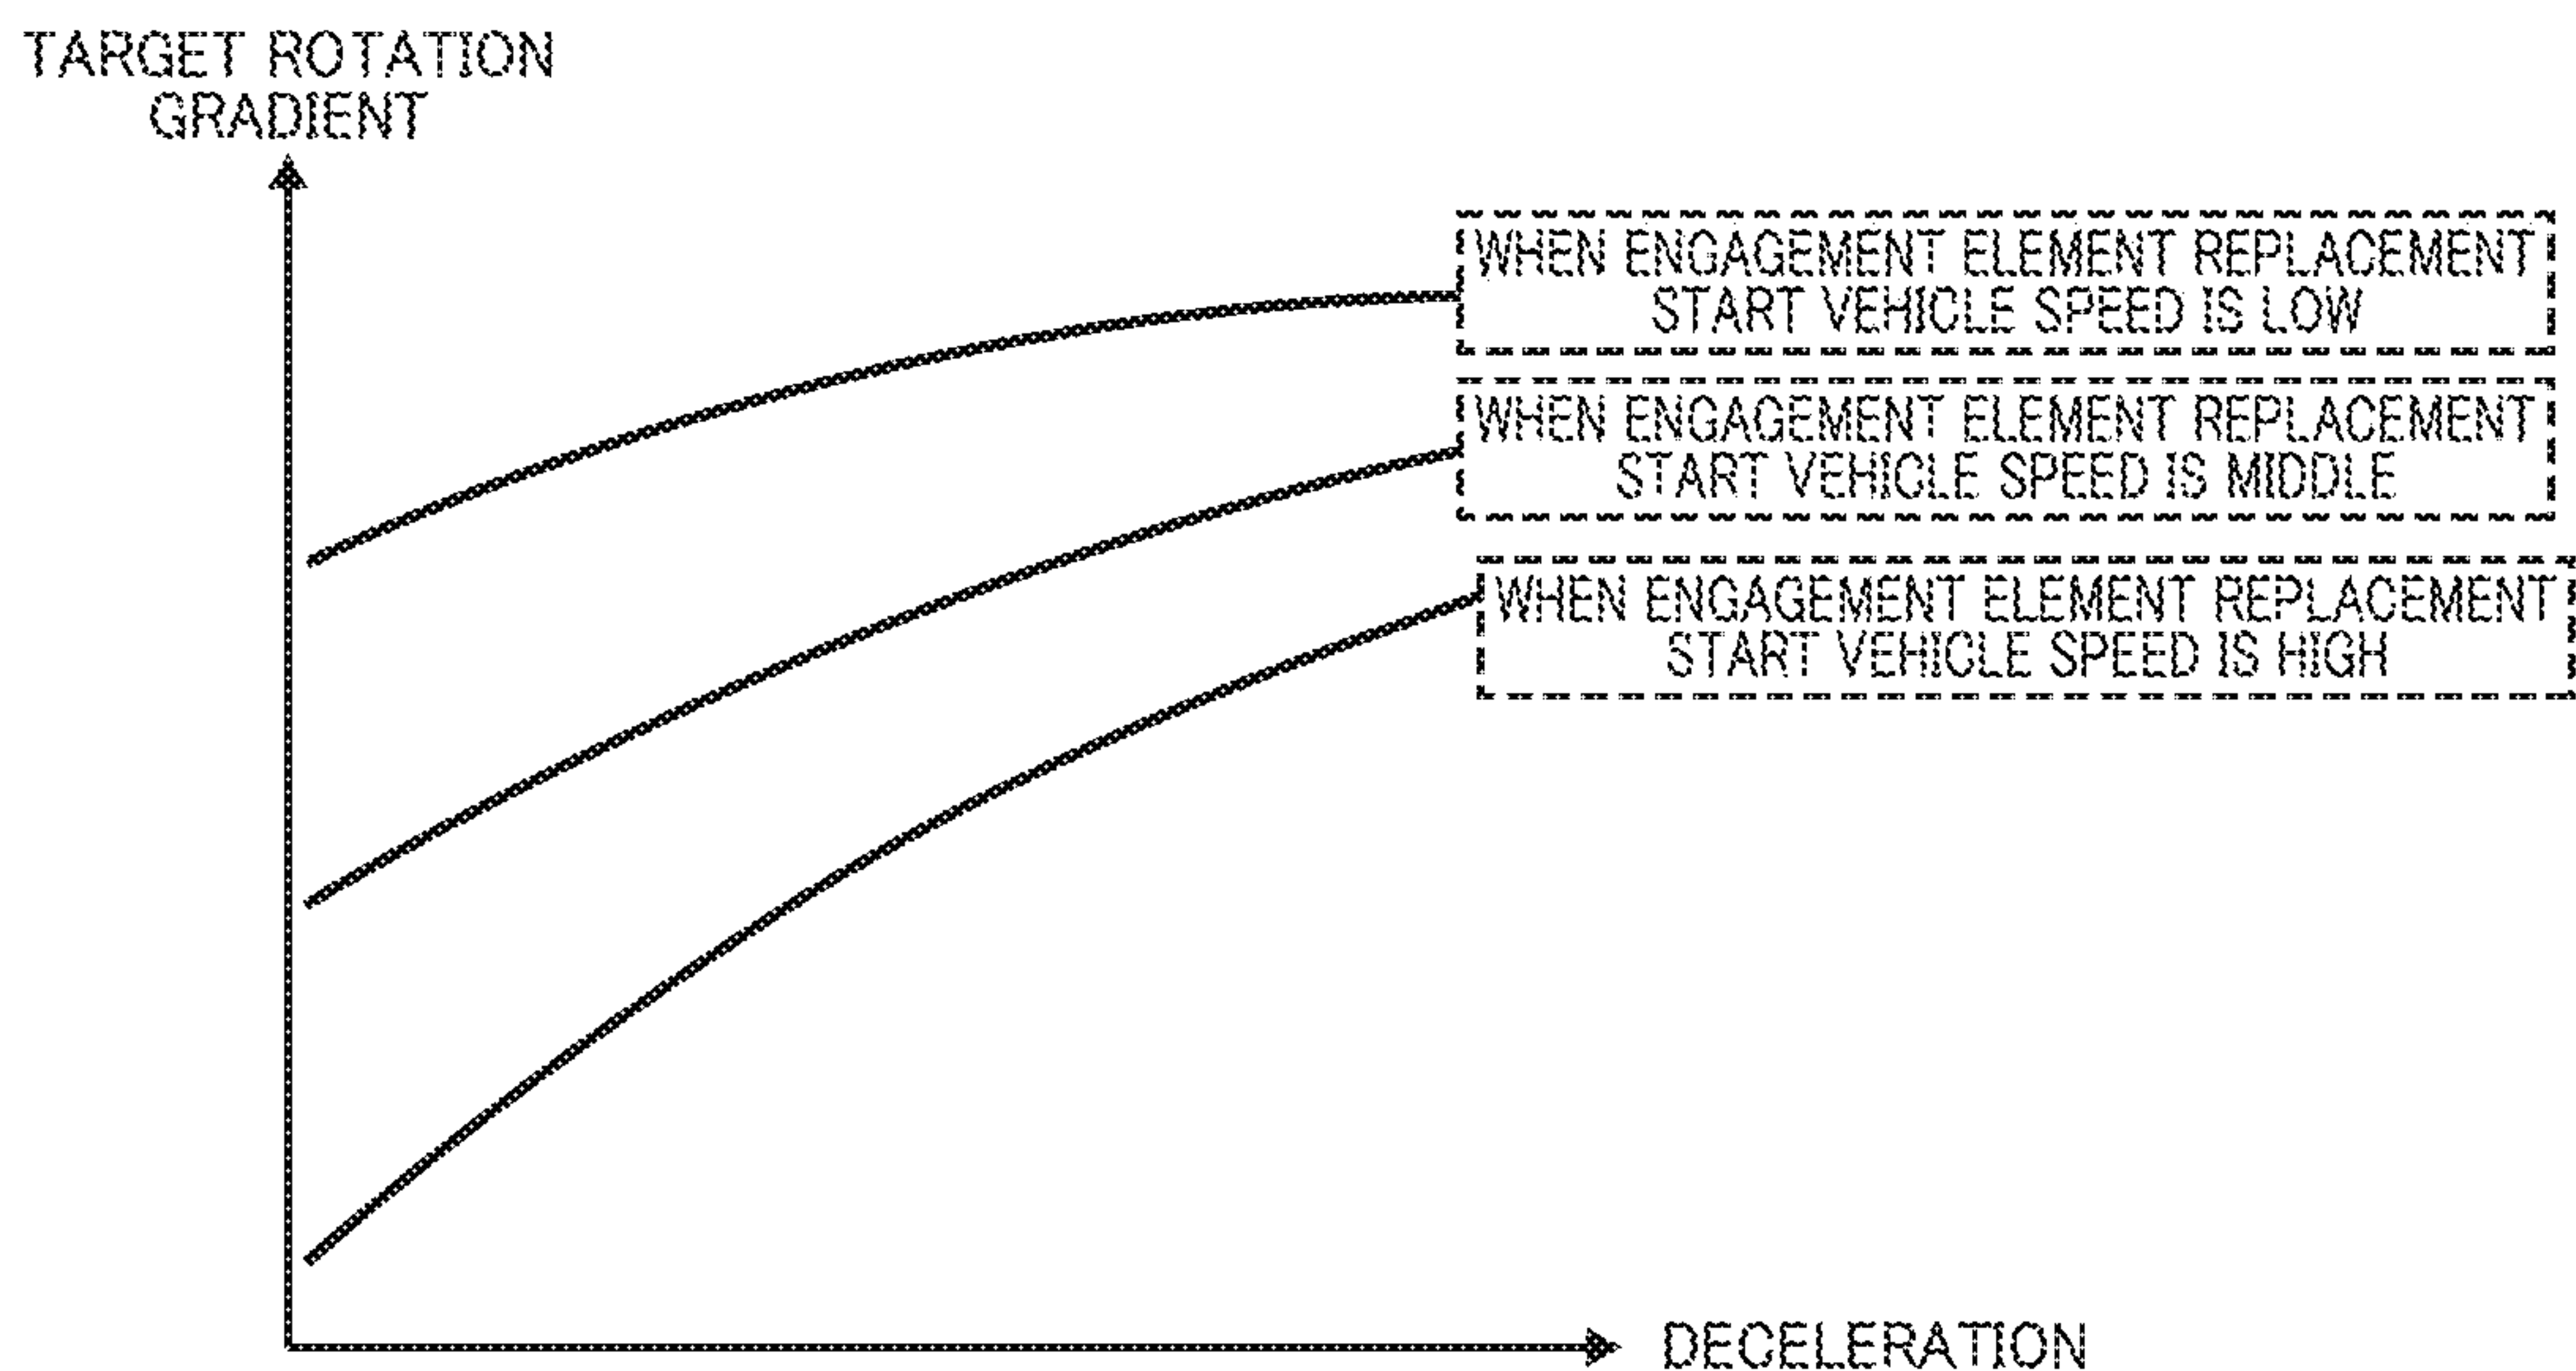 TARGET ROTATION
GRADIENT
WHEN ENGAGEMENT ELEMENT REPLACEMENT
START VEHICLE SPEED IS LOW
WHEN ENGAGEMENT ELEMENT REPLACEMENT
START VEHICLE SPEED IS MIDDLE
WHEN ENGAGEMENT ELEMENT REPLACEMENT
START VEHICLE SPEED IS HIGH
DECELERATION